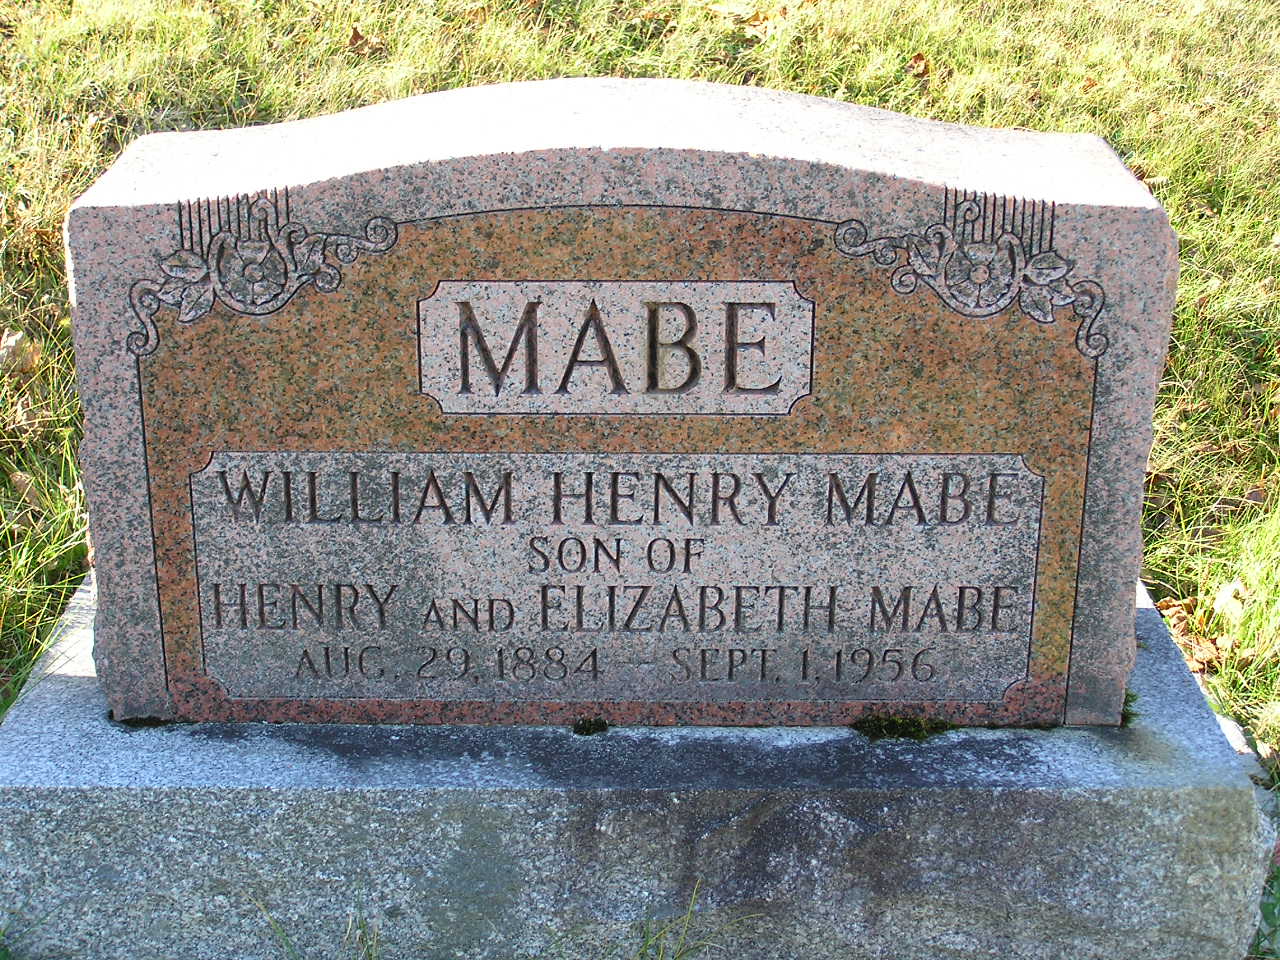 MABE
WILLIAM HENRY MABE
SON OF
HENRY AND ELIZABETH MABE
AUG. 29, 1884 — SEPT. 1, 1956